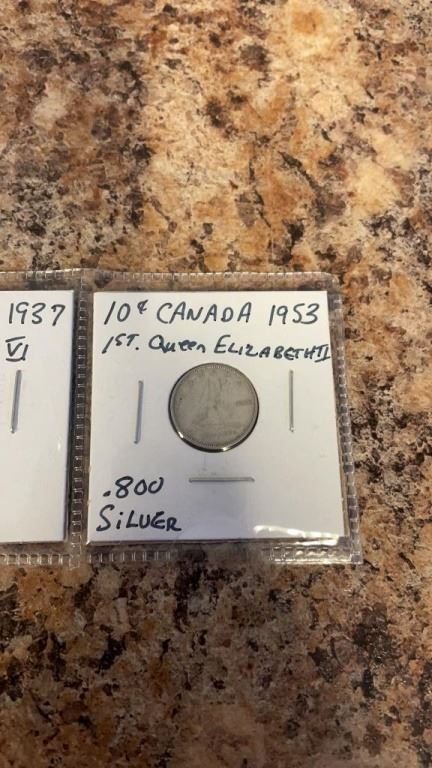 1937
VI
10¢ CANADA 1953
1ST. Queen ELIZABETH II
.800
SILVER